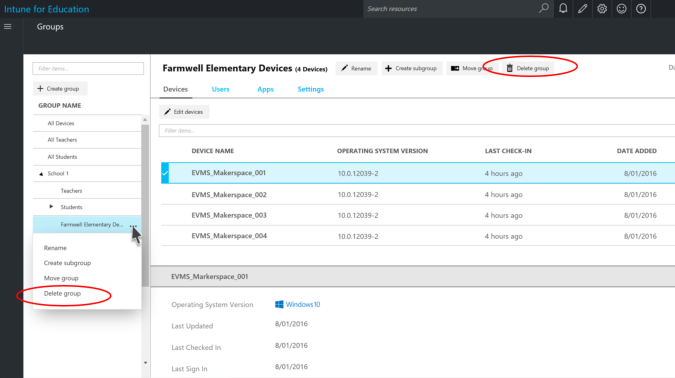 Intune for Education
Search resources
Groups
Filter items...
Create group
GROUP NAME
All Devices
All Teachers
All Students
School 1
Teachers
Students
Farmwell Elementary De... ...
Rename
Create subgroup
Move group
Delete group
Farmwell Elementary Devices (4 Devices)
Rename
Create subgroup
Move group
Delete group
Devices
Users
Apps
Settings
Edit devices
Filter items...
DEVICE NAME OPERATING SYSTEM VERSION LAST CHECK-IN DATE ADDED
EVMS_Makerspace_001 10.0.12039-2 4 hours ago 8/01/2016
EVMS_Makerspace_002 10.0.12039-2 4 hours ago 8/01/2016
EVMS_Makerspace_003 10.0.12039-2 4 hours ago 8/01/2016
EVMS_Makerspace_004 10.0.12039-2 4 hours ago 8/01/2016
EVMS_Markerspace_001
Operating System Version Windows10
Last Updated 8/01/2016
Last Checked In 8/01/2016
Last Sign In 8/01/2016